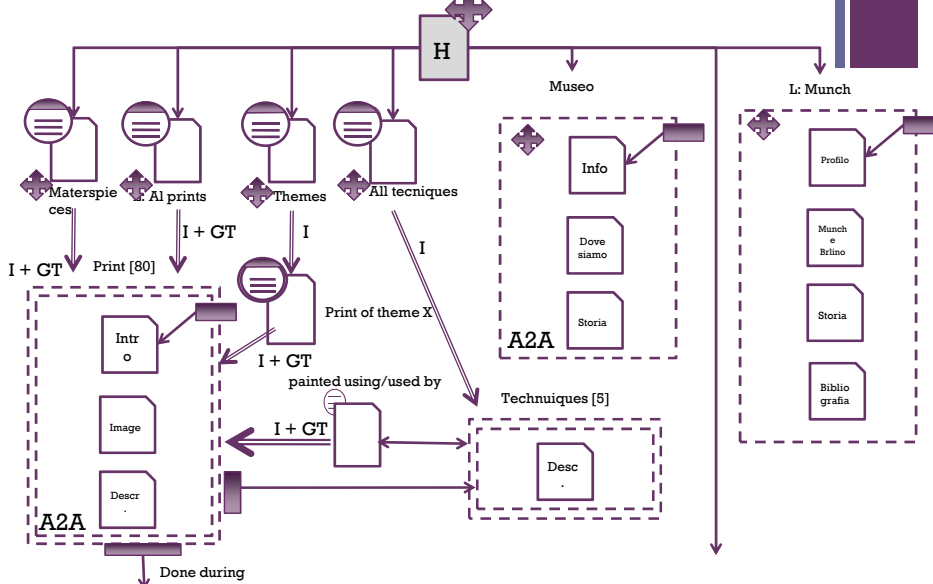 H
Museo
L: Munch
Materspie
ces
L: Al prints
Themes
All tecniques
Info
Dove
siamo
Storia
A2A
Profilo
Munch
e
Brlino
Storia
Biblio
grafia
I + GT
I + GT
I
I
Print [80]
Intr
o
Image
Descr
.
A2A
Print of theme X
I + GT
painted using/used by
I + GT
Technuiques [5]
Desc
.
Done during